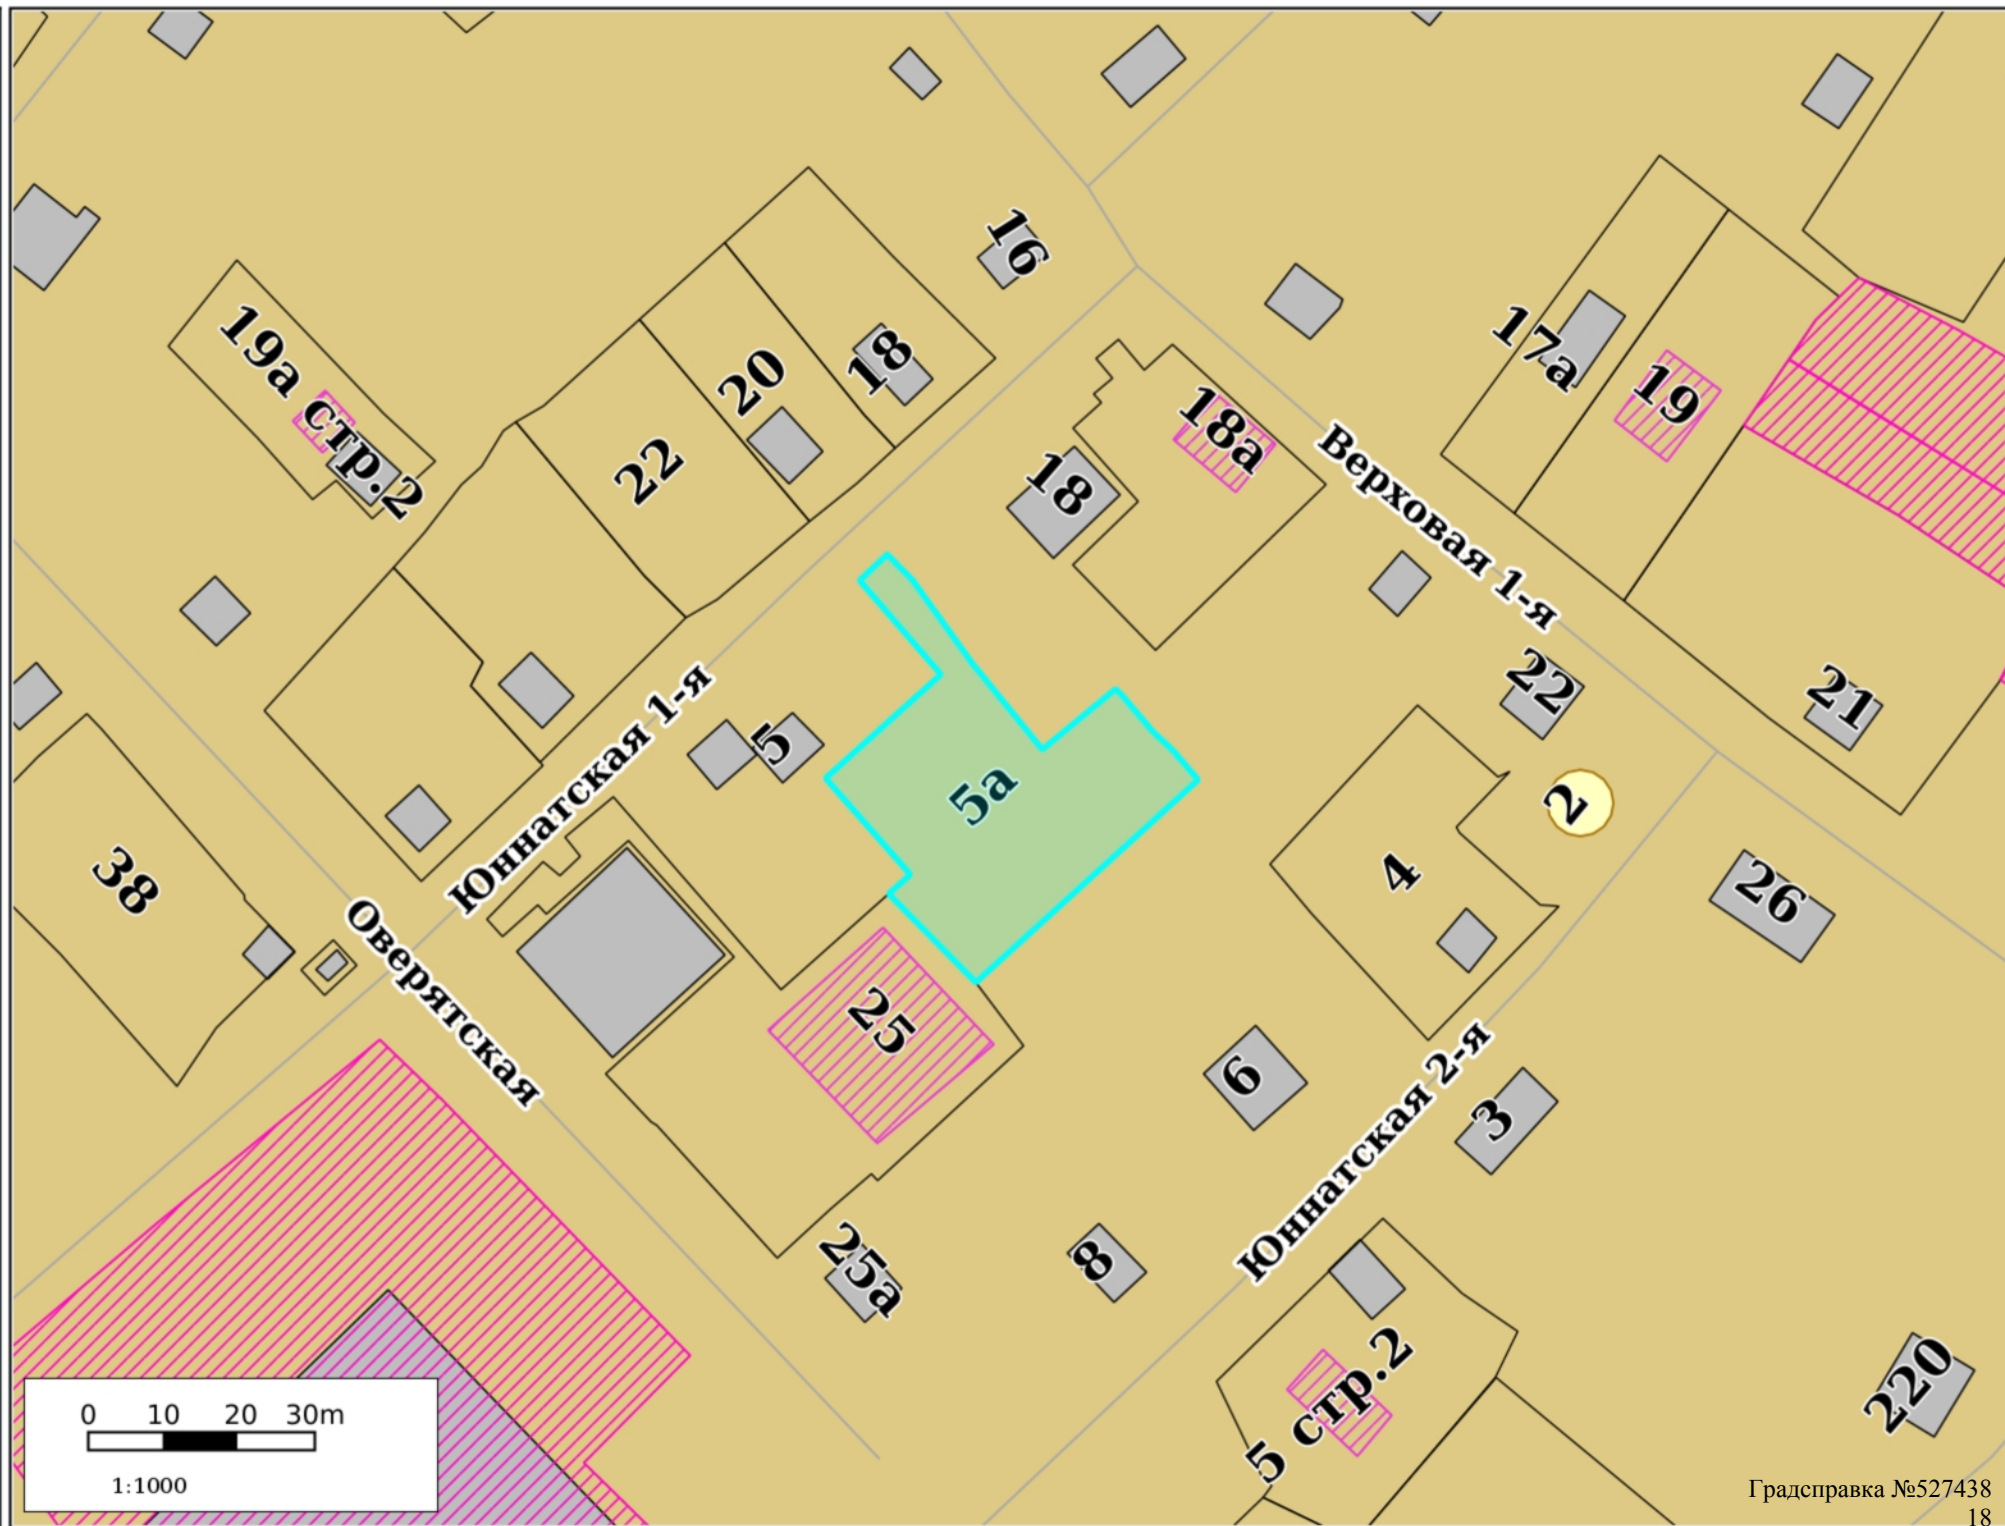 16
19а стр.2
20
18
22
17а
19
18а
18
Верховая 1-я
Юннатская 1-я
5
5а
22
21
2
38
4
26
Оверятская
25
6
Юннатская 2-я
3
25а
8
5 стр.2
220
0 10 20 30m
1:1000
Градсправка №527438
18